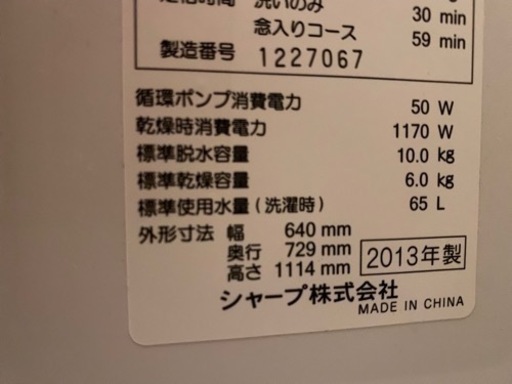 洗いのみ 30 min
念入りコース 59 min
製造番号 1227067
循環ポンプ消費電力 50 W
乾燥時消費電力 1170 W
標準脱水容量 10.0 kg
標準乾燥容量 6.0 kg
標準使用水量(洗濯時) 65 L
外形寸法 幅 640 mm
奥行 729 mm
高さ 1114 mm
2013年製
シャープ株式会社
MADE IN CHINA